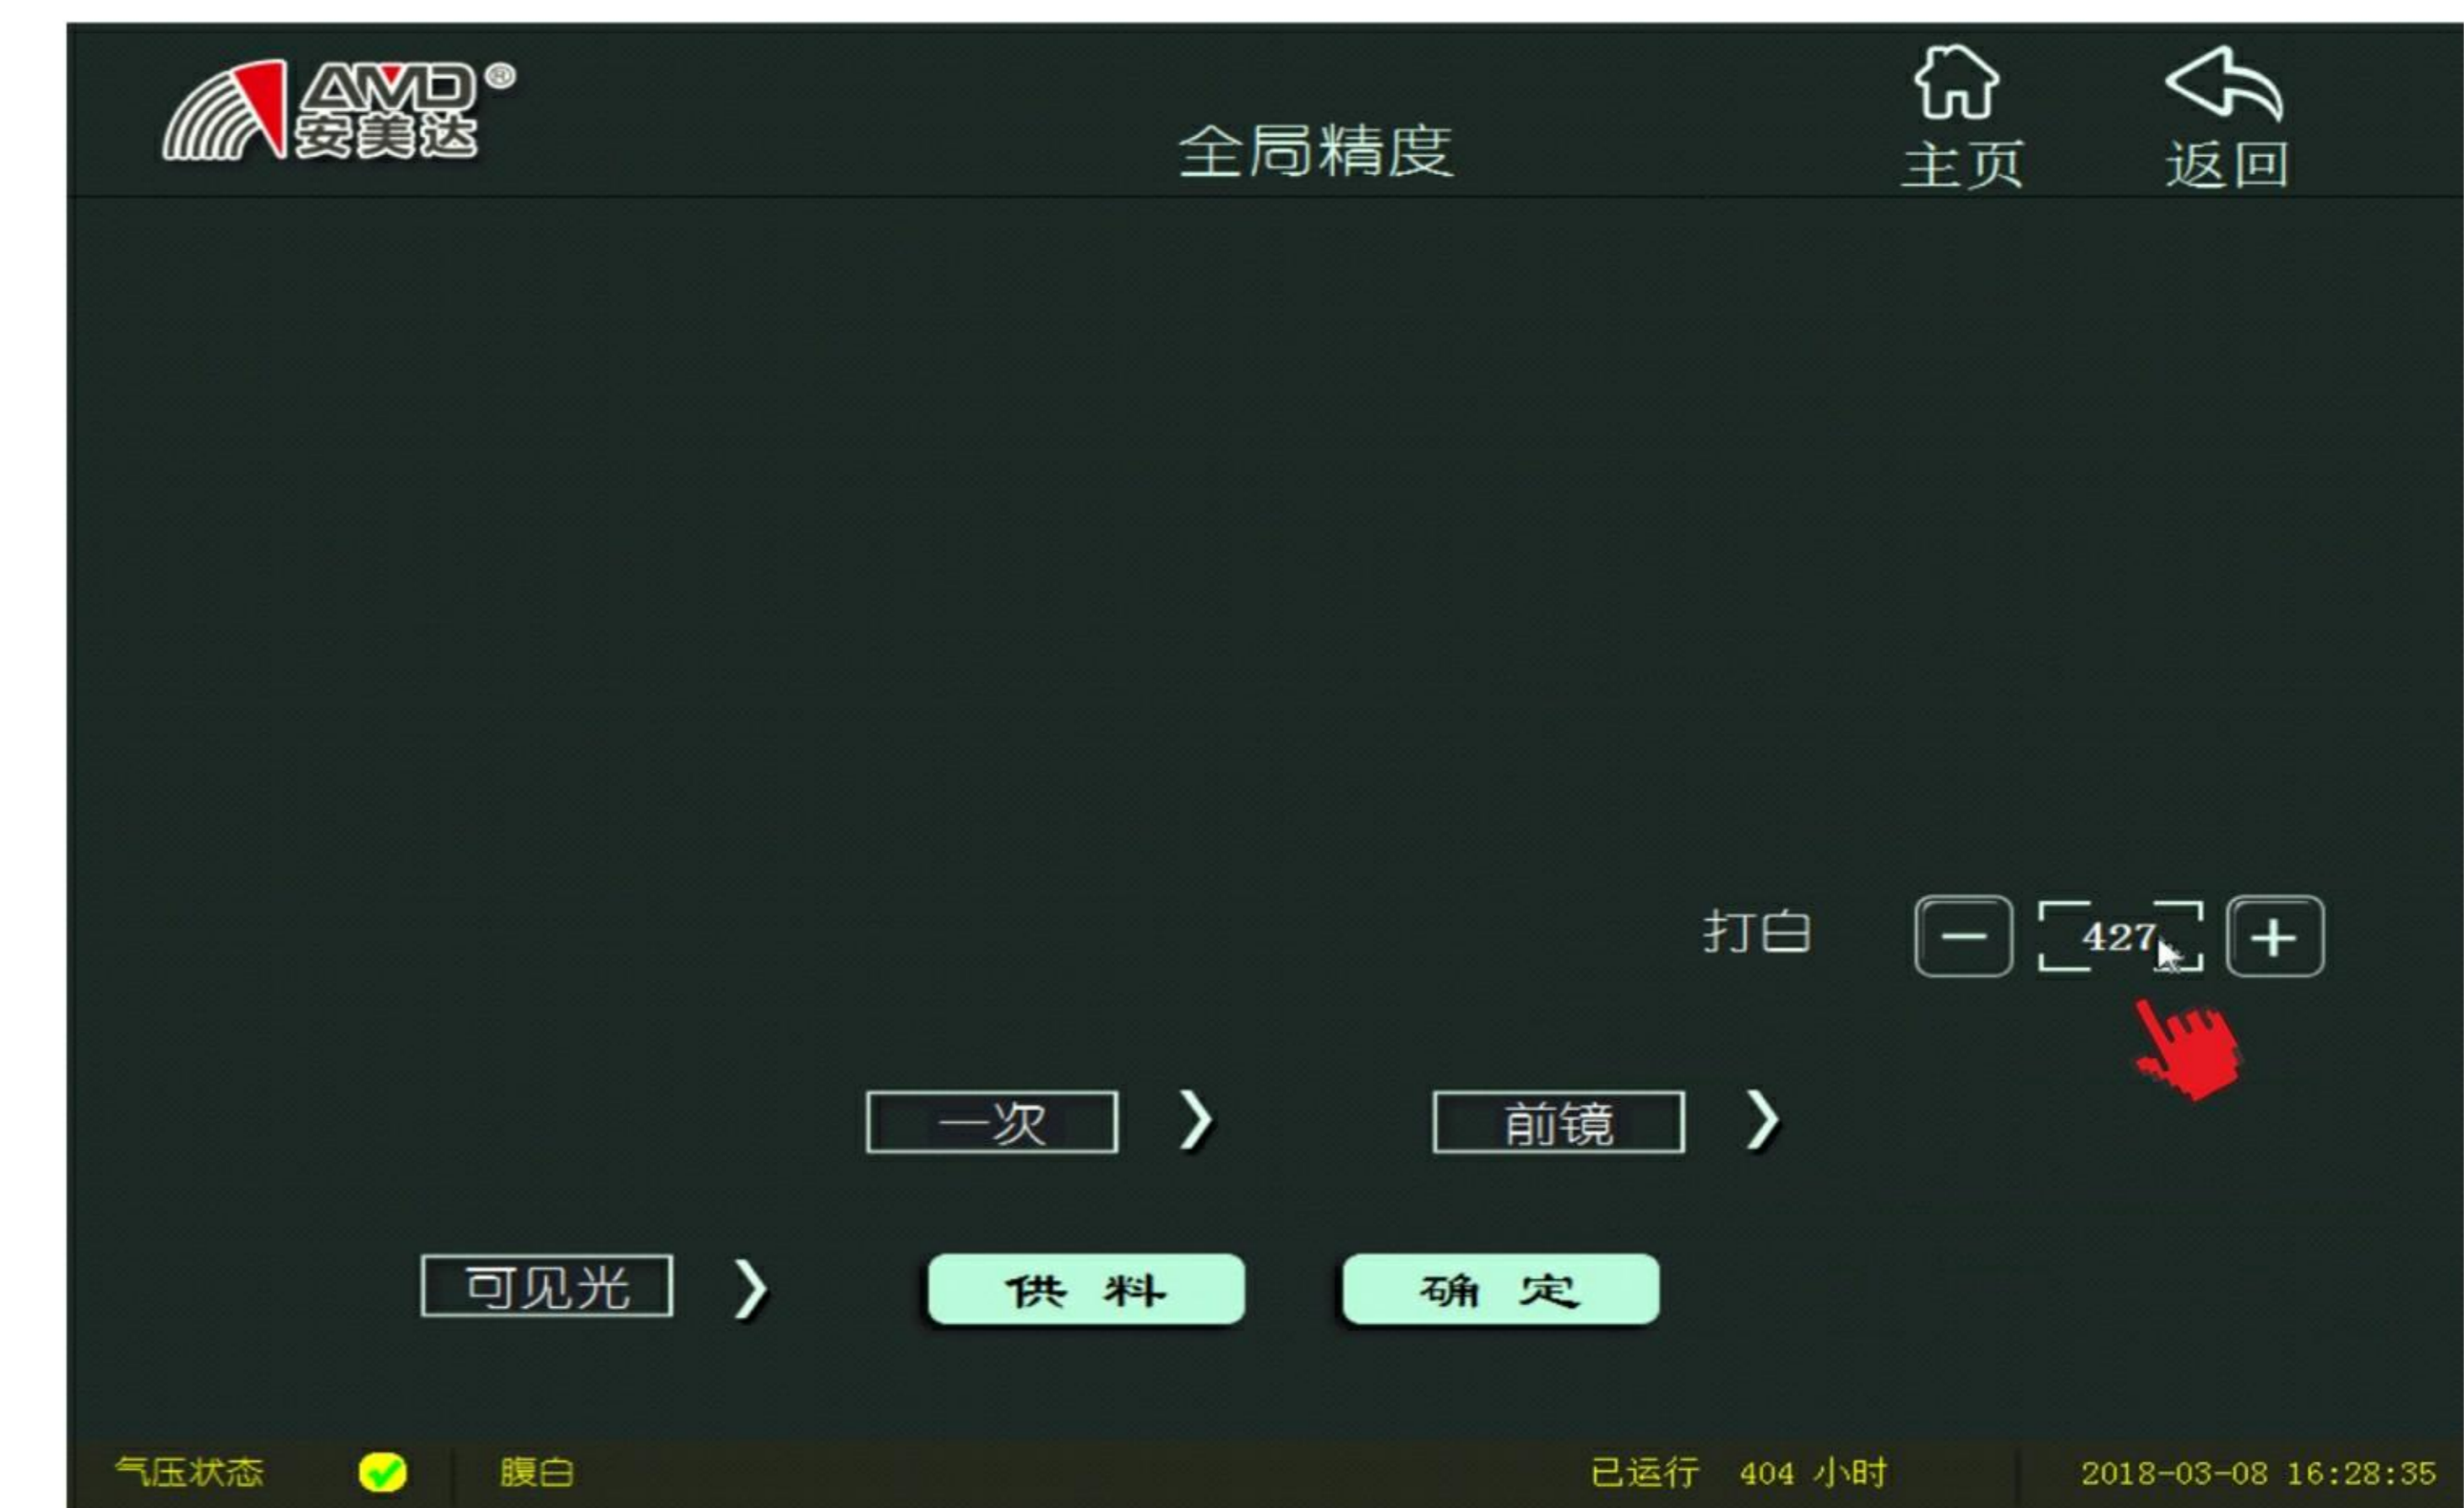 AMD®
安美达
全局精度
主页 返回
打白 − 427 +
一次 前镜
可见光 供料 确定
气压状态 腹白 已运行 404 小时 2018-03-08 16:28:35